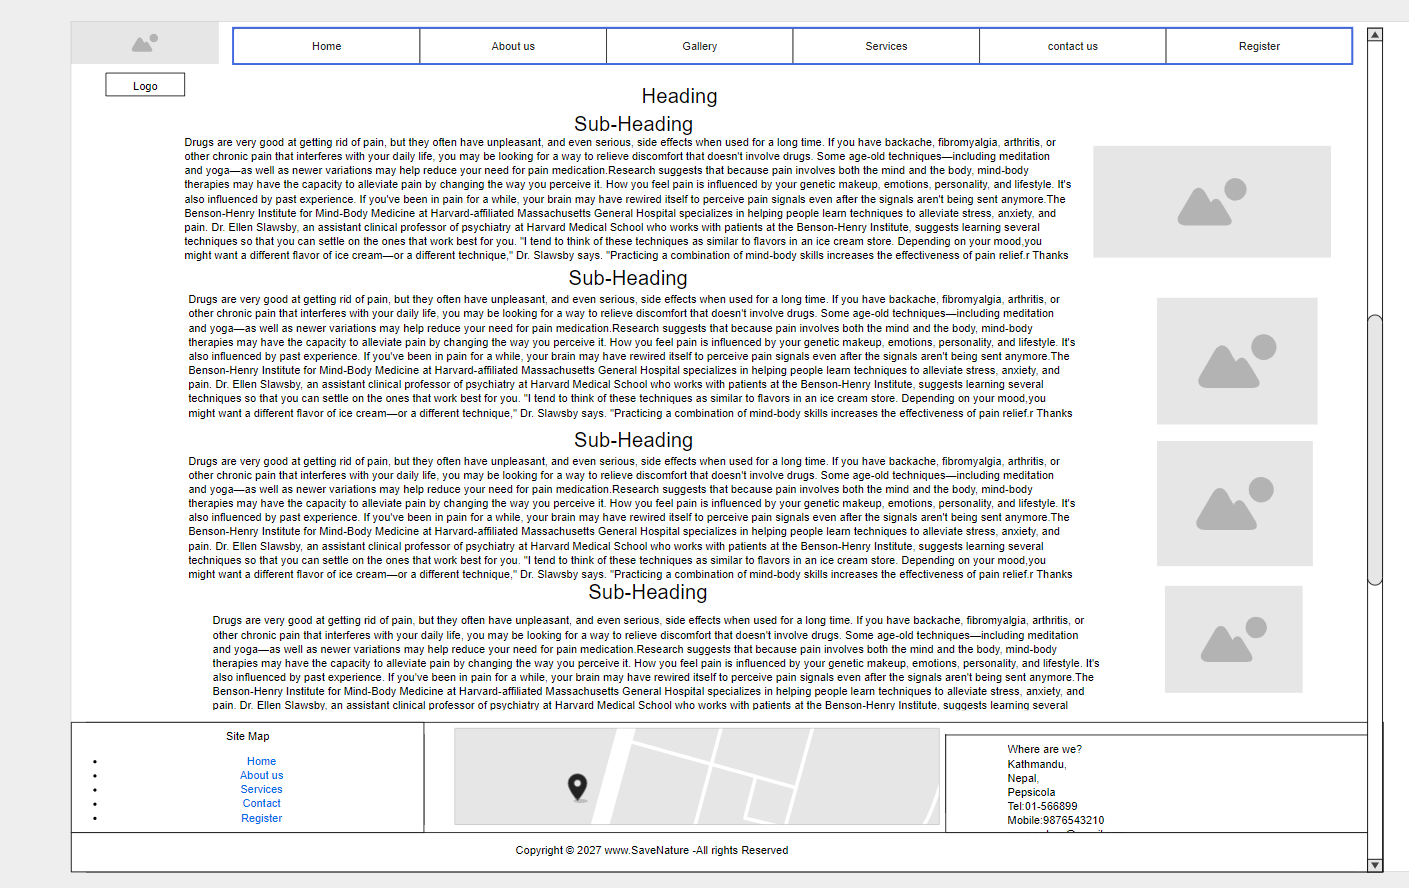 Home
About us
Gallery
Services
contact us
Register
Logo
Heading
Sub-Heading
Drugs are very good at getting rid of pain, but they often have unpleasant, and even serious, side effects when used for a long time. If you have backache, fibromyalgia, arthritis, or
other chronic pain that interferes with your daily life, you may be looking for a way to relieve discomfort that doesn't involve drugs. Some age-old techniques—including meditation
and yoga—as well as newer variations may help reduce your need for pain medication.Research suggests that because pain involves both the mind and the body, mind-body
therapies may have the capacity to alleviate pain by changing the way you perceive it. How you feel pain is influenced by your genetic makeup, emotions, personality, and lifestyle. It's
also influenced by past experience. If you've been in pain for a while, your brain may have rewired itself to perceive pain signals even after the signals aren't being sent anymore.The
Benson-Henry Institute for Mind-Body Medicine at Harvard-affiliated Massachusetts General Hospital specializes in helping people learn techniques to alleviate stress, anxiety, and
pain. Dr. Ellen Slawsby, an assistant clinical professor of psychiatry at Harvard Medical School who works with patients at the Benson-Henry Institute, suggests learning several
techniques so that you can settle on the ones that work best for you. "I tend to think of these techniques as similar to flavors in an ice cream store. Depending on your mood,you
might want a different flavor of ice cream—or a different technique," Dr. Slawsby says. "Practicing a combination of mind-body skills increases the effectiveness of pain relief.r Thanks
Sub-Heading
Drugs are very good at getting rid of pain, but they often have unpleasant, and even serious, side effects when used for a long time. If you have backache, fibromyalgia, arthritis, or
other chronic pain that interferes with your daily life, you may be looking for a way to relieve discomfort that doesn't involve drugs. Some age-old techniques—including meditation
and yoga—as well as newer variations may help reduce your need for pain medication.Research suggests that because pain involves both the mind and the body, mind-body
therapies may have the capacity to alleviate pain by changing the way you perceive it. How you feel pain is influenced by your genetic makeup, emotions, personality, and lifestyle. It's
also influenced by past experience. If you've been in pain for a while, your brain may have rewired itself to perceive pain signals even after the signals aren't being sent anymore.The
Benson-Henry Institute for Mind-Body Medicine at Harvard-affiliated Massachusetts General Hospital specializes in helping people learn techniques to alleviate stress, anxiety, and
pain. Dr. Ellen Slawsby, an assistant clinical professor of psychiatry at Harvard Medical School who works with patients at the Benson-Henry Institute, suggests learning several
techniques so that you can settle on the ones that work best for you. "I tend to think of these techniques as similar to flavors in an ice cream store. Depending on your mood,you
might want a different flavor of ice cream—or a different technique," Dr. Slawsby says. "Practicing a combination of mind-body skills increases the effectiveness of pain relief.r Thanks
Sub-Heading
Drugs are very good at getting rid of pain, but they often have unpleasant, and even serious, side effects when used for a long time. If you have backache, fibromyalgia, arthritis, or
other chronic pain that interferes with your daily life, you may be looking for a way to relieve discomfort that doesn't involve drugs. Some age-old techniques—including meditation
and yoga—as well as newer variations may help reduce your need for pain medication.Research suggests that because pain involves both the mind and the body, mind-body
therapies may have the capacity to alleviate pain by changing the way you perceive it. How you feel pain is influenced by your genetic makeup, emotions, personality, and lifestyle. It's
also influenced by past experience. If you've been in pain for a while, your brain may have rewired itself to perceive pain signals even after the signals aren't being sent anymore.The
Benson-Henry Institute for Mind-Body Medicine at Harvard-affiliated Massachusetts General Hospital specializes in helping people learn techniques to alleviate stress, anxiety, and
pain. Dr. Ellen Slawsby, an assistant clinical professor of psychiatry at Harvard Medical School who works with patients at the Benson-Henry Institute, suggests learning several
techniques so that you can settle on the ones that work best for you. "I tend to think of these techniques as similar to flavors in an ice cream store. Depending on your mood,you
might want a different flavor of ice cream—or a different technique," Dr. Slawsby says. "Practicing a combination of mind-body skills increases the effectiveness of pain relief.r Thanks
Sub-Heading
Drugs are very good at getting rid of pain, but they often have unpleasant, and even serious, side effects when used for a long time. If you have backache, fibromyalgia, arthritis, or
other chronic pain that interferes with your daily life, you may be looking for a way to relieve discomfort that doesn't involve drugs. Some age-old techniques—including meditation
and yoga—as well as newer variations may help reduce your need for pain medication.Research suggests that because pain involves both the mind and the body, mind-body
therapies may have the capacity to alleviate pain by changing the way you perceive it. How you feel pain is influenced by your genetic makeup, emotions, personality, and lifestyle. It's
also influenced by past experience. If you've been in pain for a while, your brain may have rewired itself to perceive pain signals even after the signals aren't being sent anymore.The
Benson-Henry Institute for Mind-Body Medicine at Harvard-affiliated Massachusetts General Hospital specializes in helping people learn techniques to alleviate stress, anxiety, and
pain. Dr. Ellen Slawsby, an assistant clinical professor of psychiatry at Harvard Medical School who works with patients at the Benson-Henry Institute, suggests learning several
Site Map
Home
About us
Services
Contact
Register
Where are we?
Kathmandu,
Nepal,
Pepsicola
Tel:01-566899
Mobile:9876543210
Copyright © 2027 www.SaveNature -All rights Reserved